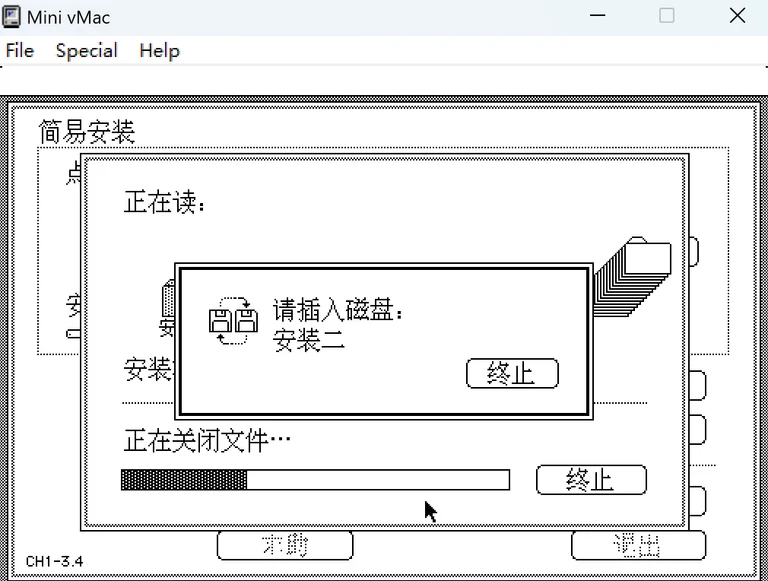 Mini vMac
File Special Help
简易安装
点
正在读：
安
请插入磁盘：
安装二
安
安装
终止
正在关闭文件…
终止
求助 退出
CH1-3.4